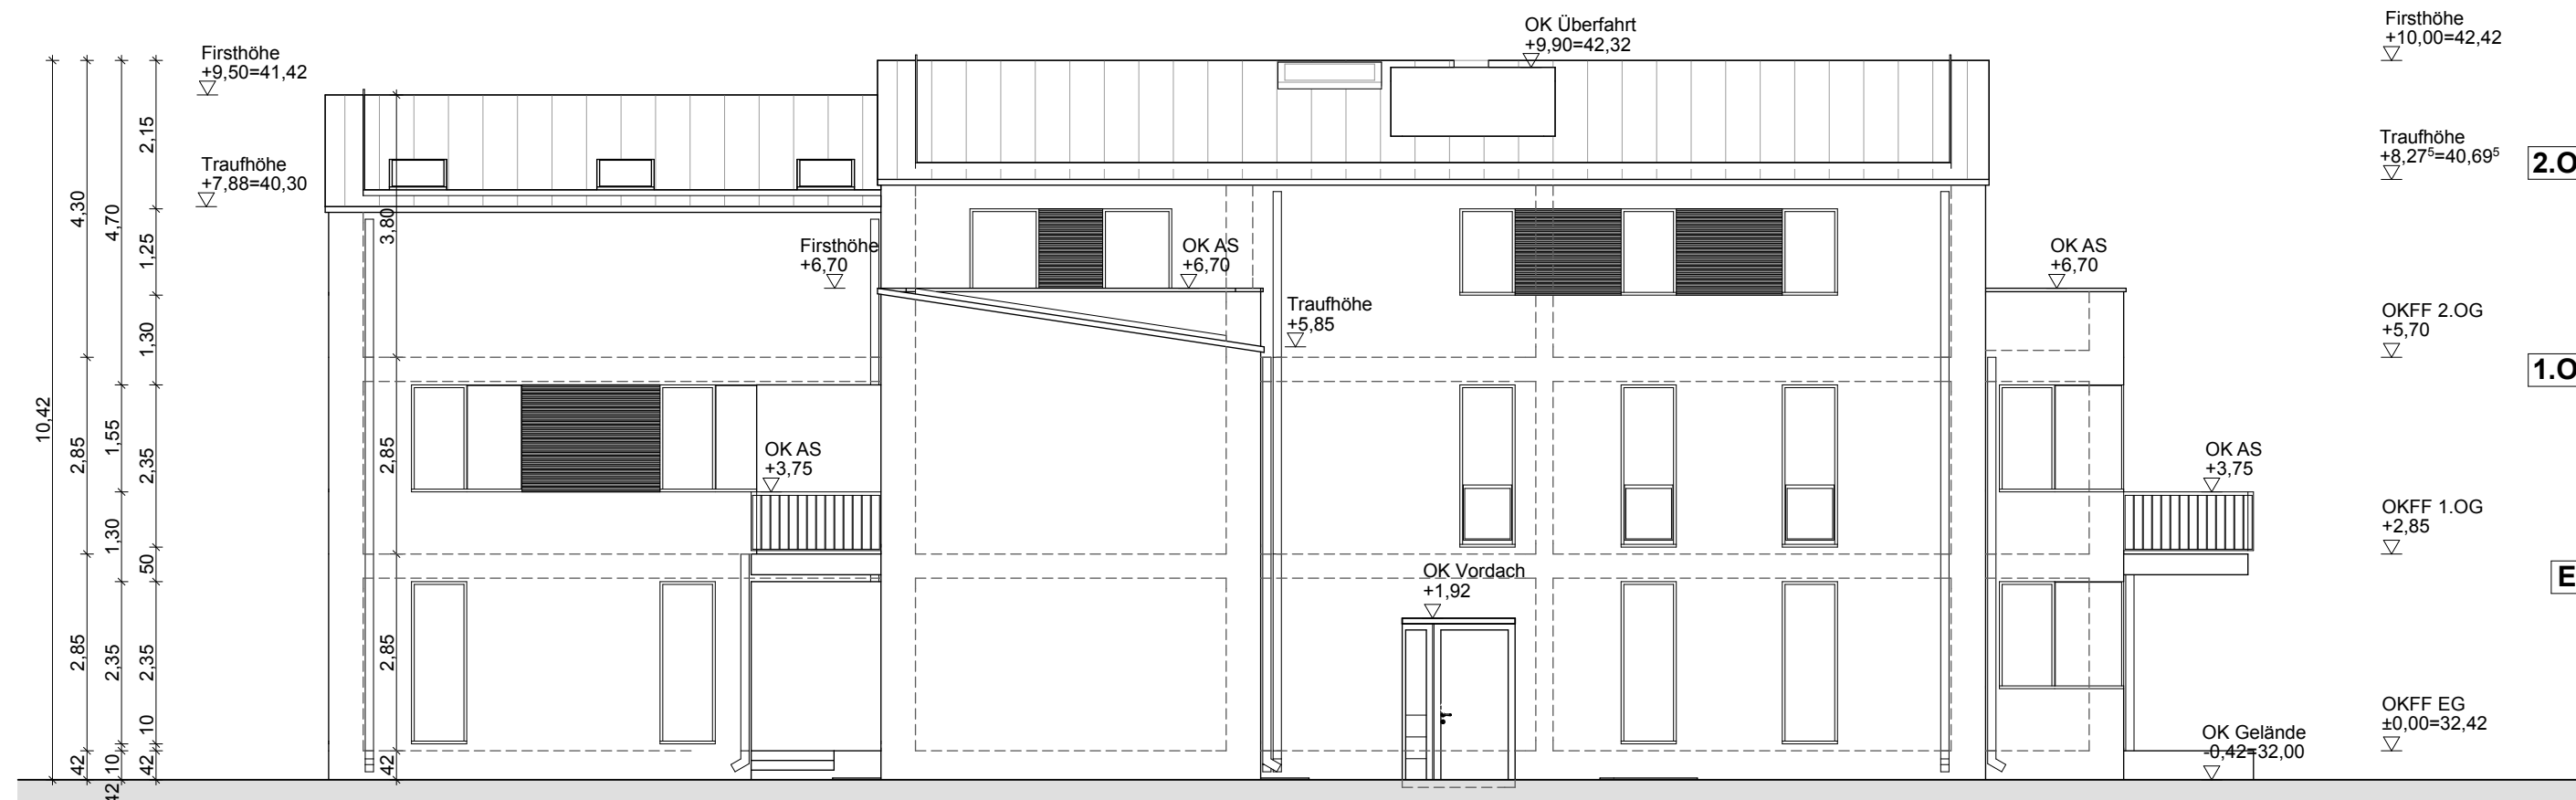 Firsthöhe
+9,50=41,42
Traufhöhe
+7,88=40,30
OK Überfahrt
+9,90=42,32
Firsthöhe
+10,00=42,42
Traufhöhe
+8,27⁵=40,69⁵
2.O
Firsthöhe
+6,70
OK AS
+6,70
OK AS
+6,70
Traufhöhe
+5,85
OKFF 2.OG
+5,70
1.O
OK AS
+3,75
OK AS
+3,75
OKFF 1.OG
+2,85
OK Vordach
+1,92
E
OKFF EG
±0,00=32,42
OK Gelände
-0,42=32,00
10,42
4,30
2,85
2,85
42
4,70
1,55
1,30
2,35
10
42
2,15
1,25
1,30
2,35
50
2,35
10
42
3,80
2,85
2,85
42